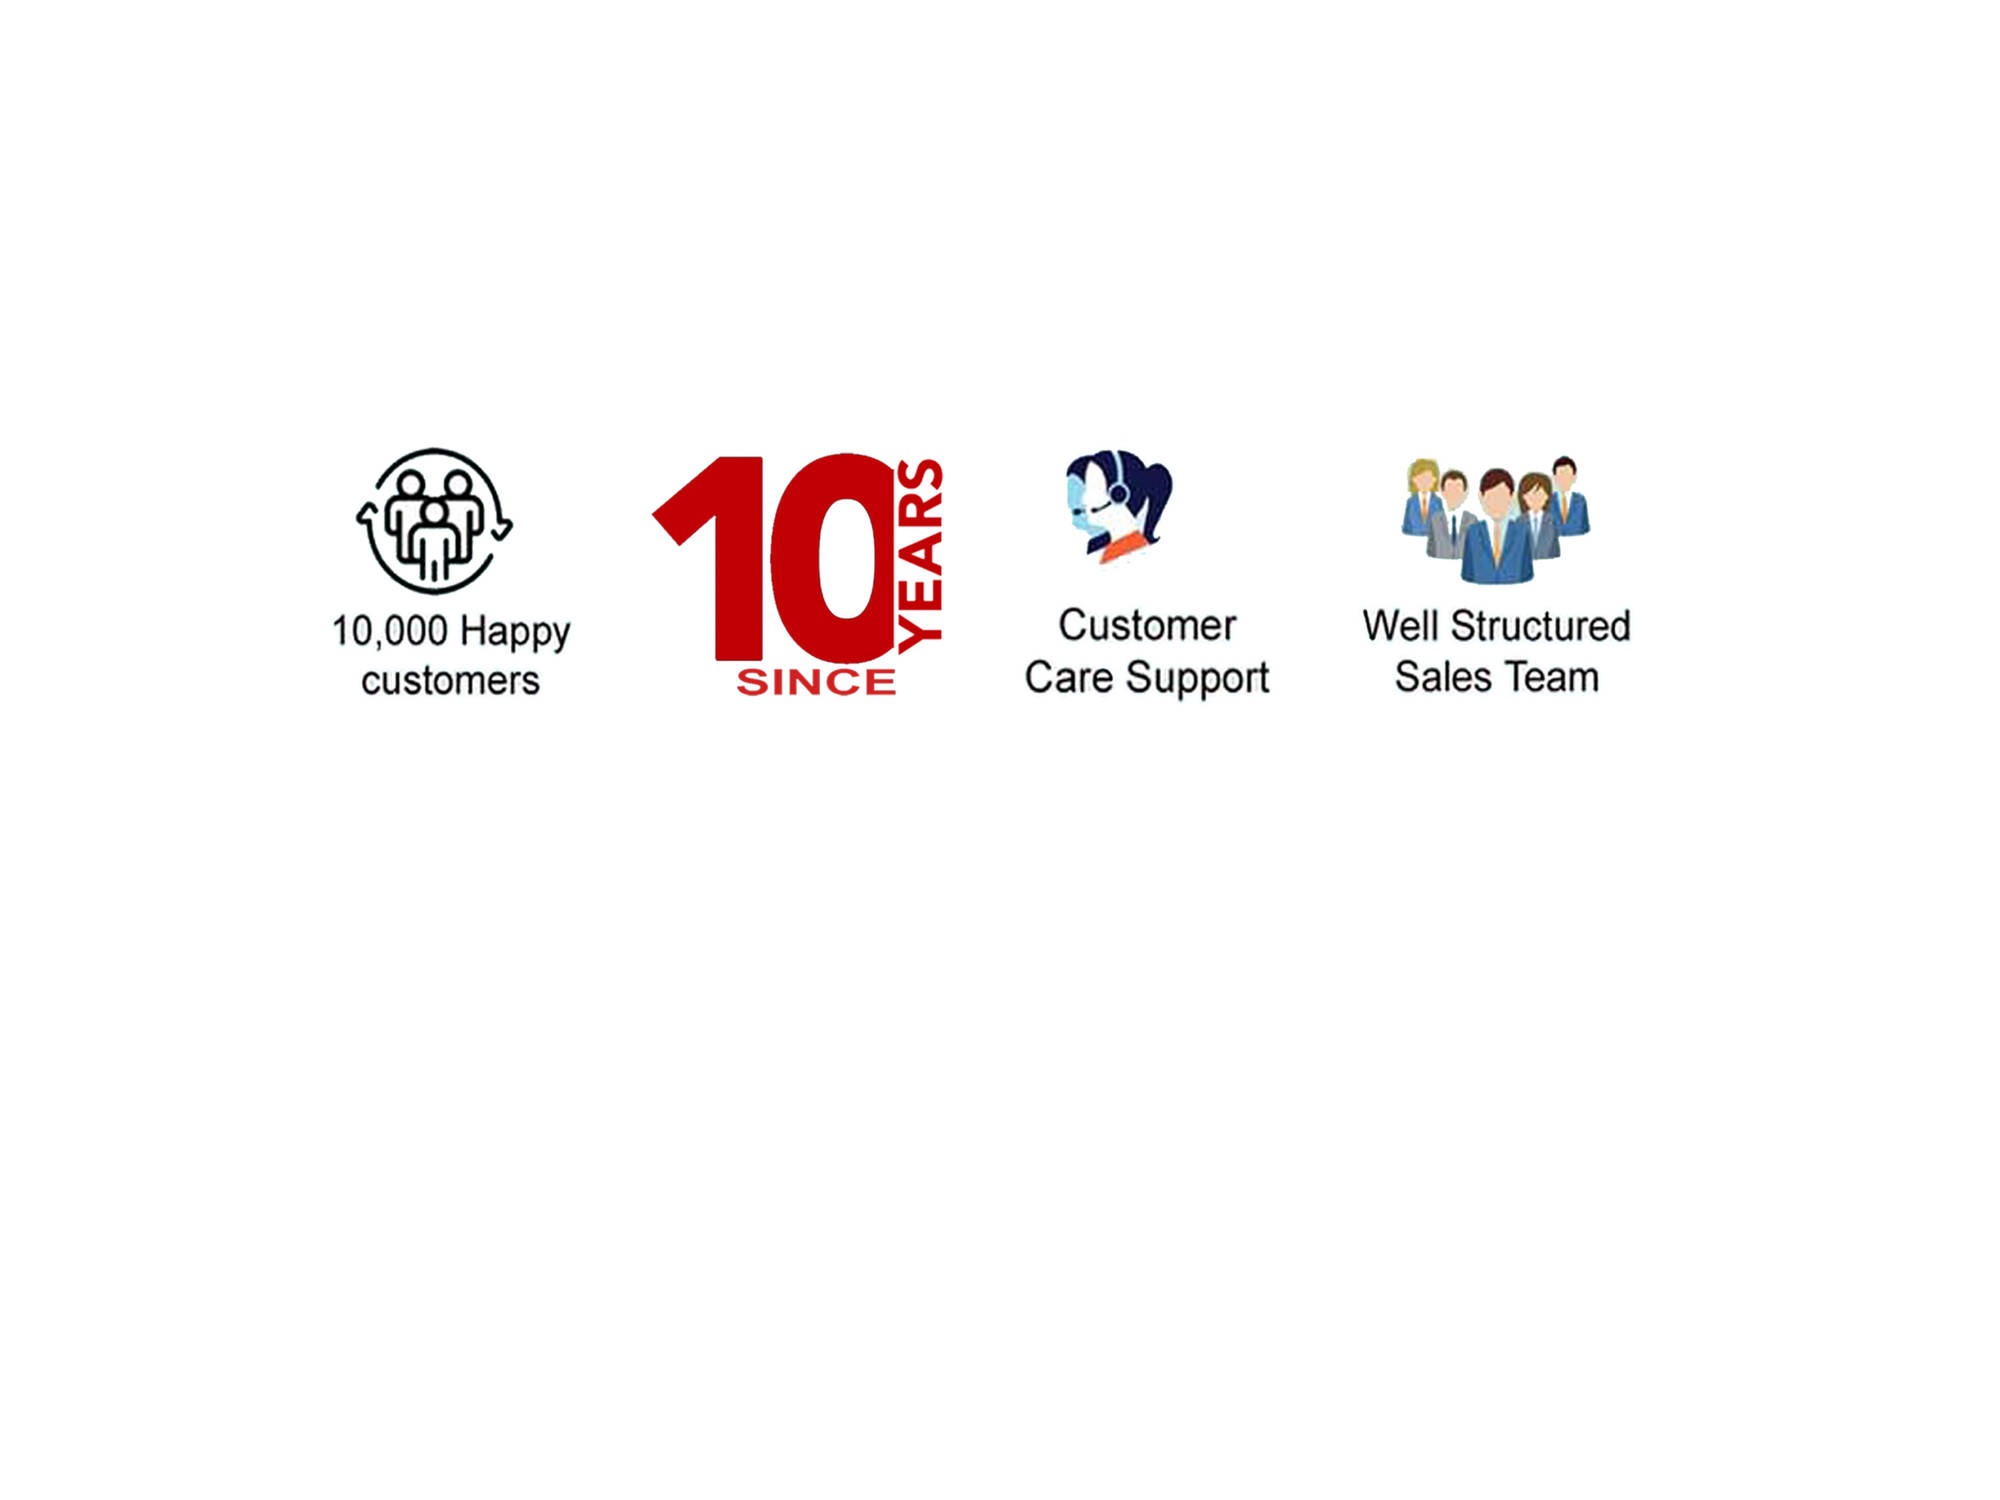 10,000 Happy
customers
10
YEARS
SINCE
Customer
Care Support
Well Structured
Sales Team